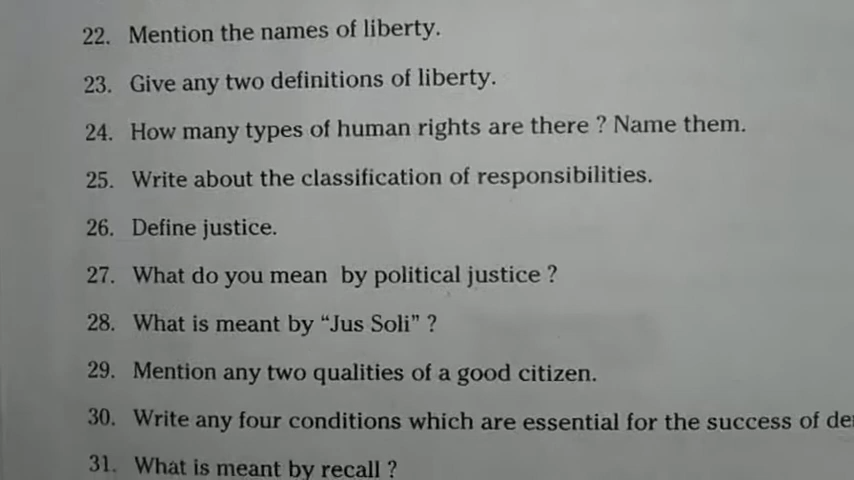 22. Mention the names of liberty.
23. Give any two definitions of liberty.
24. How many types of human rights are there ? Name them.
25. Write about the classification of responsibilities.
26. Define justice.
27. What do you mean by political justice ?
28. What is meant by “Jus Soli” ?
29. Mention any two qualities of a good citizen.
30. Write any four conditions which are essential for the success of
31. What is meant by recall ?